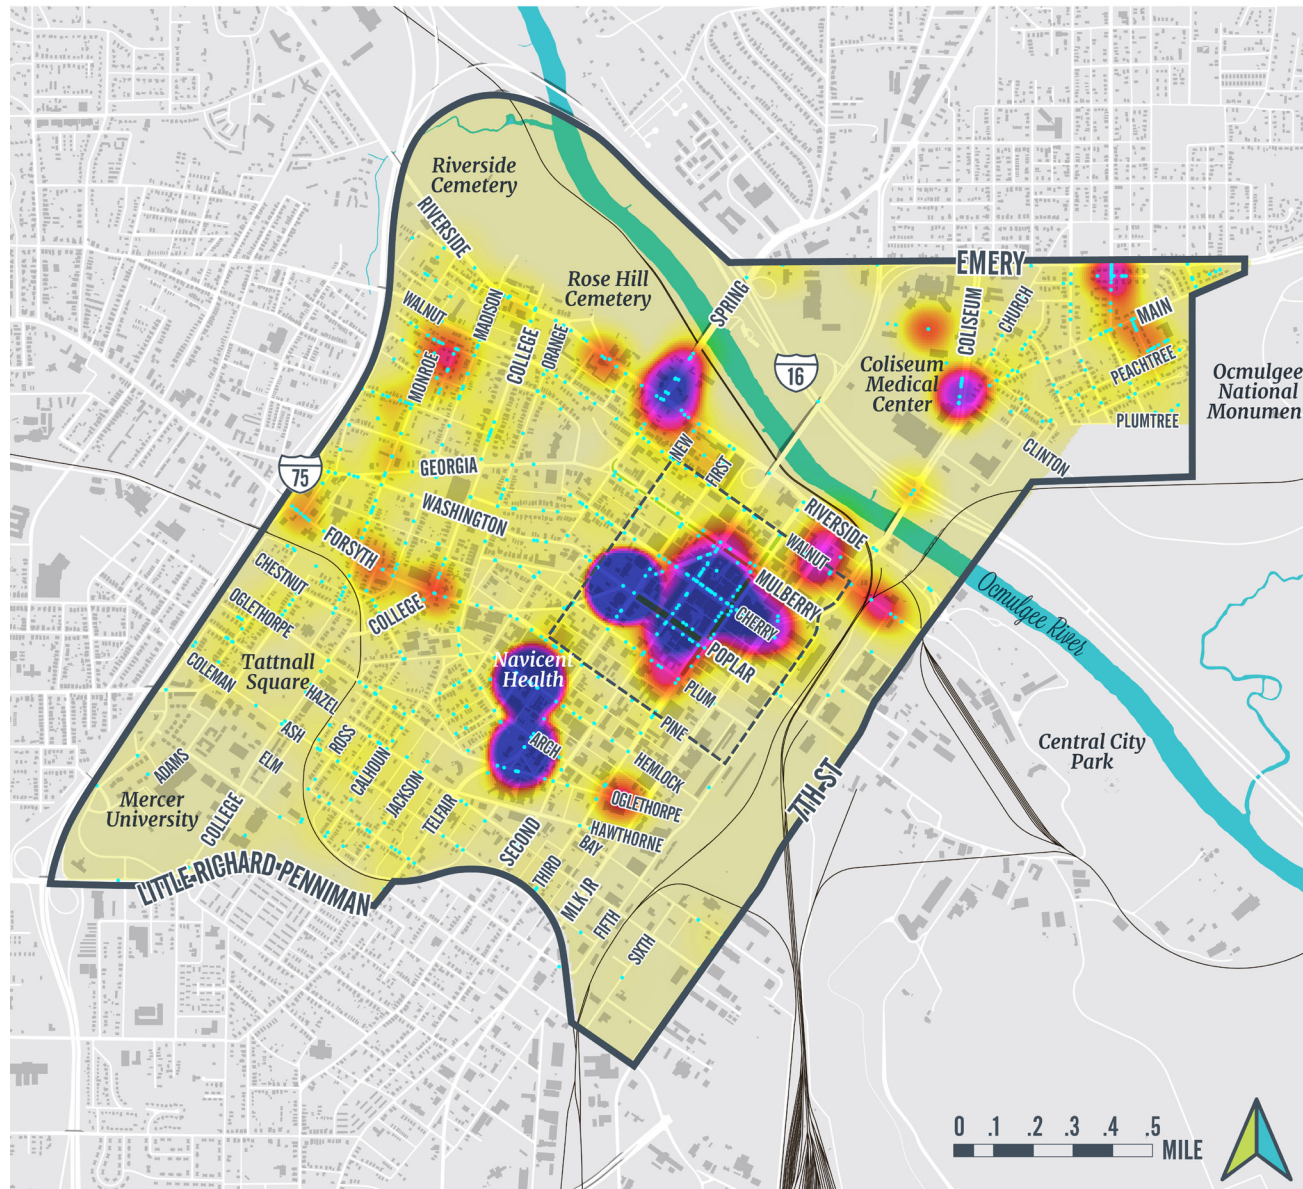 Riverside
Cemetery
RIVERSIDE
Rose Hill
Cemetery
SPRING
EMERY
COLISEUM
CHURCH
MAIN
PEACHTREE
PLUMTREE
WALNUT
MADISON
COLLEGE
ORANGE
MONROE
16
Coliseum
Medical
Center
Ocmulgee
National
Monumen
CLINTON
NEW
FIRST
75
GEORGIA
WASHINGTON
RIVERSIDE
WALNUT
FORSYTH
CHESTNUT
OGLETHORPE
COLLEGE
MULBERRY
CHERRY
POPLAR
PLUM
PINE
Ocmulgee River
Tattnall
Square
COLEMAN
HAZEL
Navicent
Health
ASH
ROSS
ELM
CALHOUN
ARCH
HEMLOCK
Central City
Park
ADAMS
JACKSON
TELFAIR
OGLETHORPE
HAWTHORNE
BAY
7TH ST
Mercer
University
COLLEGE
SECOND
THIRD
MLK JR
FIFTH
SIXTH
LITTLE RICHARD PENNIMAN
0 .1 .2 .3 .4 .5
MILE